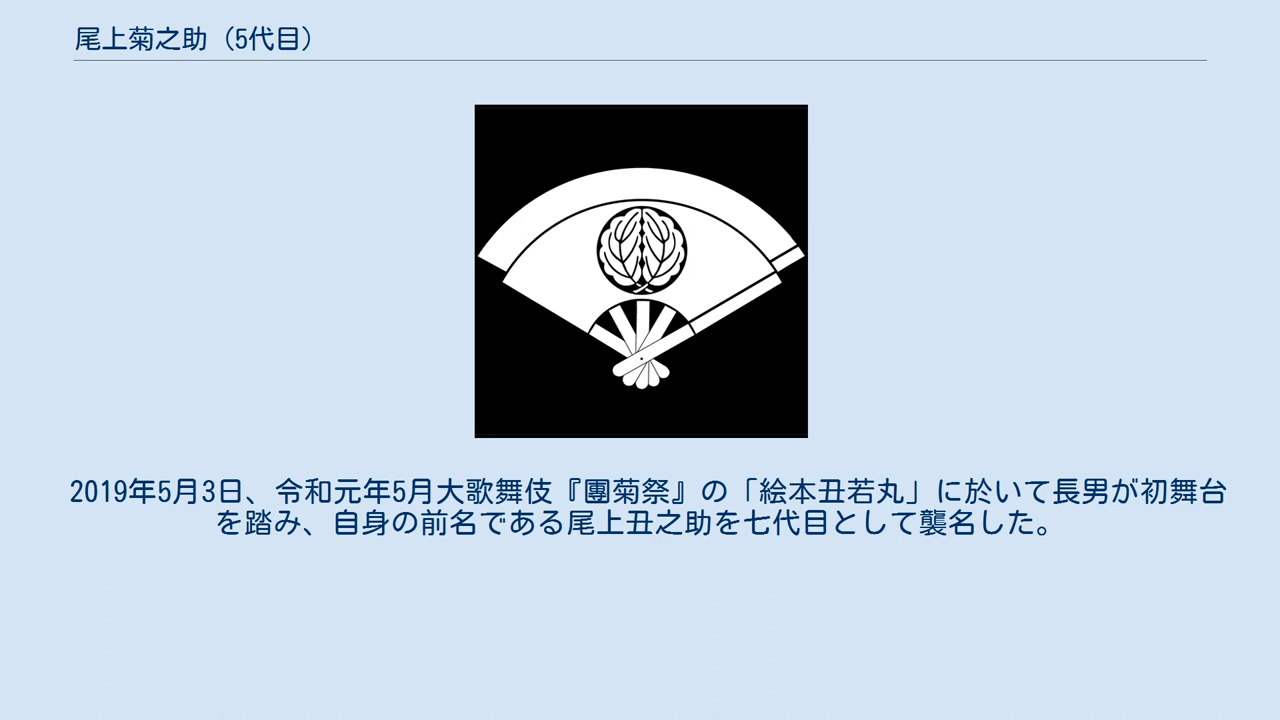 尾上菊之助（5代目）
2019年5月3日、令和元年5月大歌舞伎『團菊祭』の「絵本丑若丸」に於いて長男が初舞台
を踏み、自身の前名である尾上丑之助を七代目として襲名した。